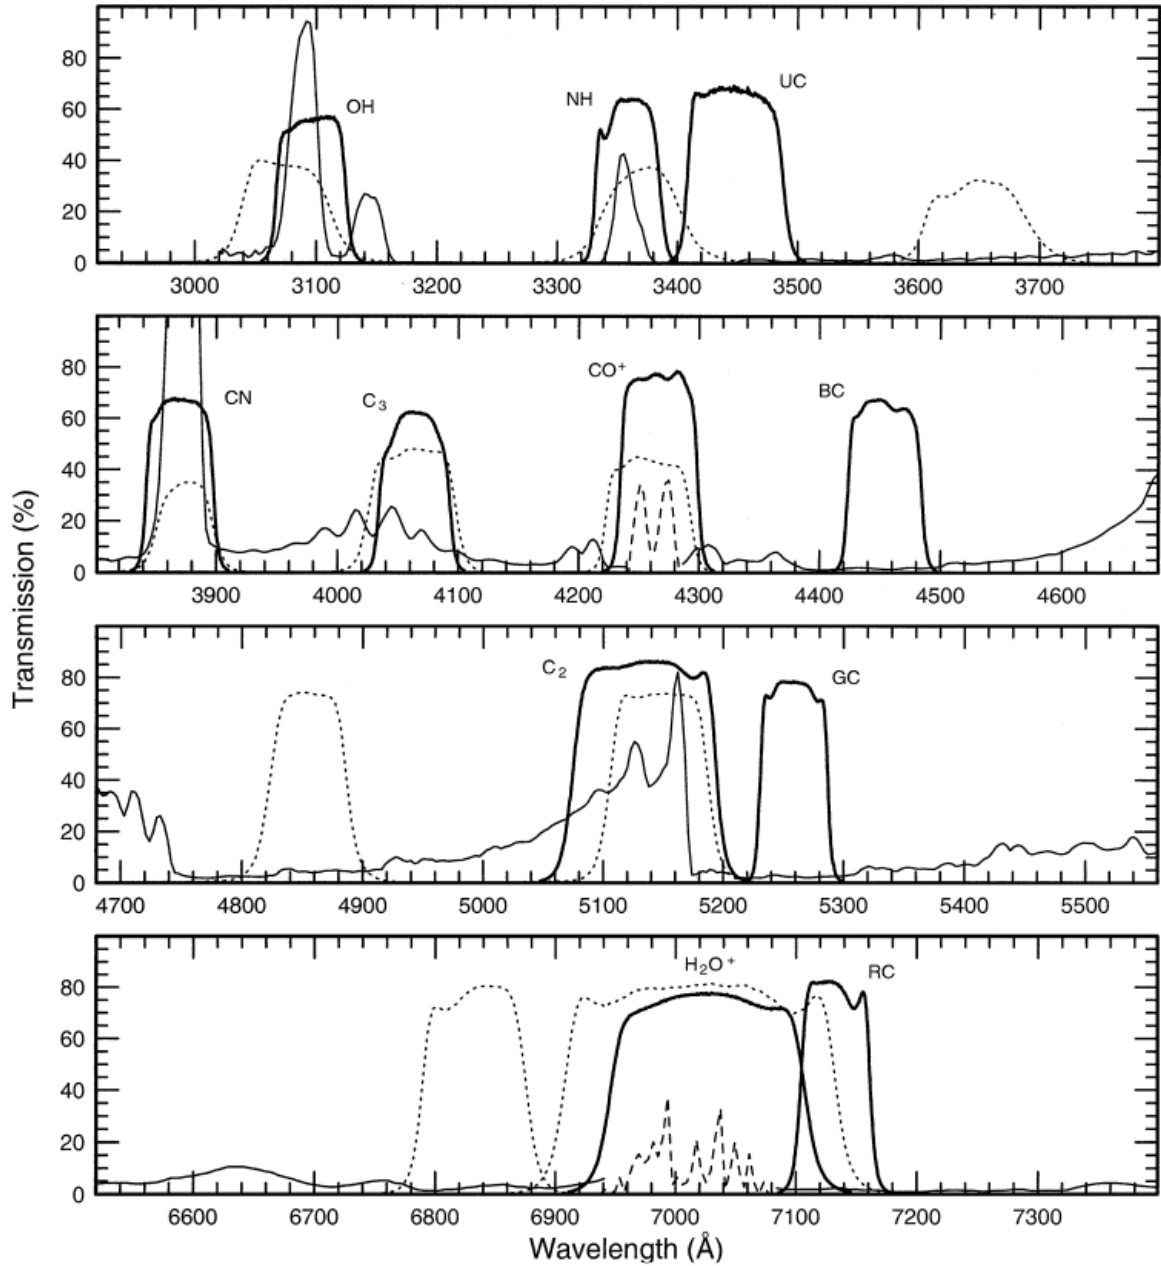 80
60
40
20
0
OH
NH
UC
3000 3100 3200 3300 3400 3500 3600 3700
80
60
40
20
0
CN
C3
CO+
BC
3900 4000 4100 4200 4300 4400 4500 4600
Transmission (%)
80
60
40
20
0
C2
GC
4700 4800 4900 5000 5100 5200 5300 5400 5500
80
60
40
20
0
H2O+
RC
6600 6700 6800 6900 7000 7100 7200 7300
Wavelength (Å)